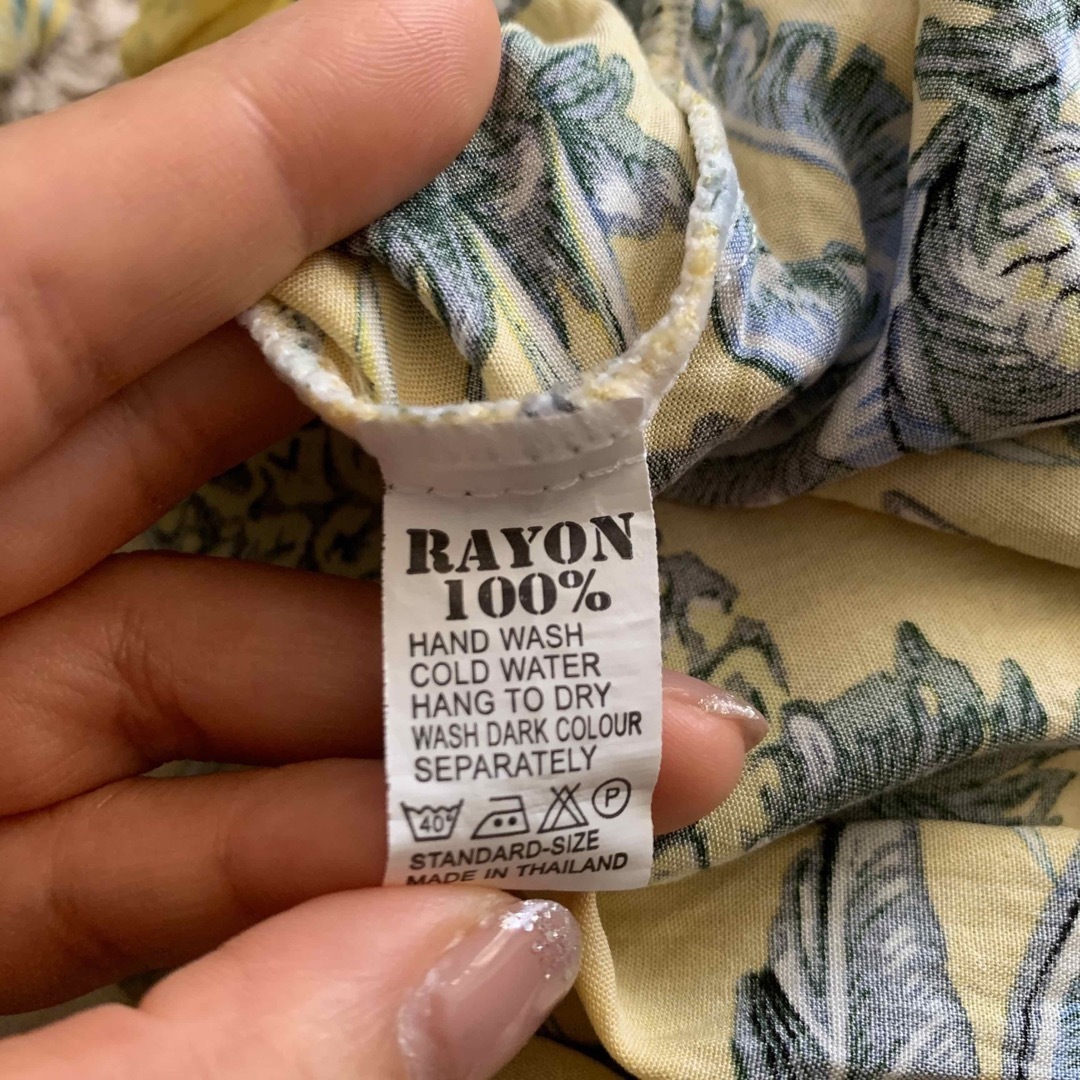 RAYON
100%
HAND WASH
COLD WATER
HANG TO DRY
WASH DARK COLOUR
SEPARATELY
40° P
STANDARD-SIZE
MADE IN THAILAND